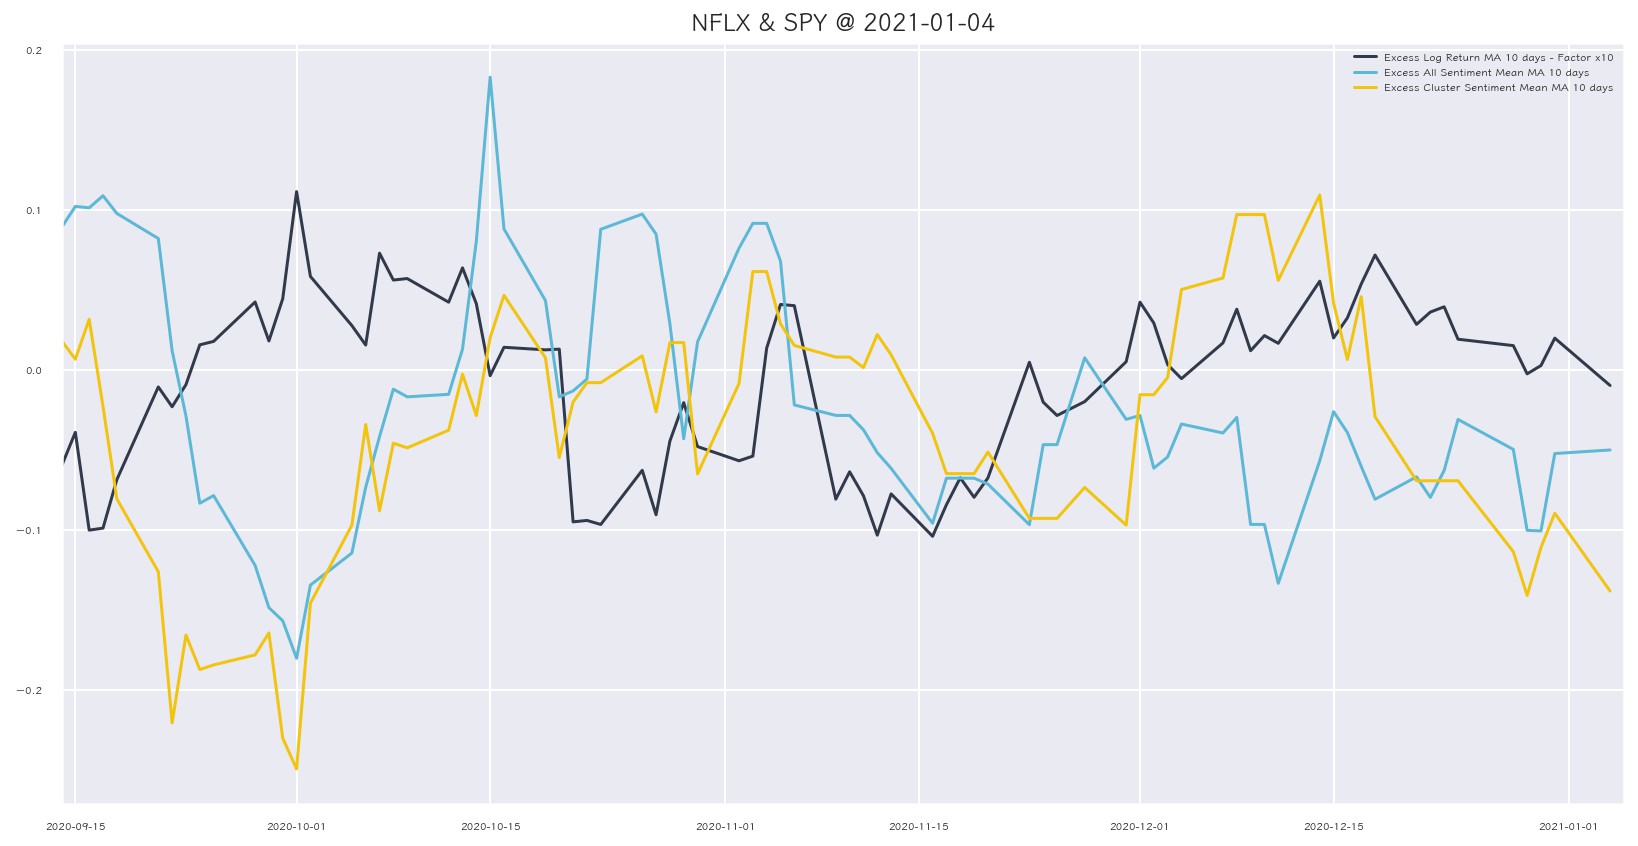 NFLX & SPY @ 2021-01-04
Excess Log Return MA 10 days - Factor x10
Excess All Sentiment Mean MA 10 days
Excess Cluster Sentiment Mean MA 10 days
0.2
0.1
0.0
−0.1
−0.2
2020-09-15 2020-10-01 2020-10-15 2020-11-01 2020-11-15 2020-12-01 2020-12-15 2021-01-01